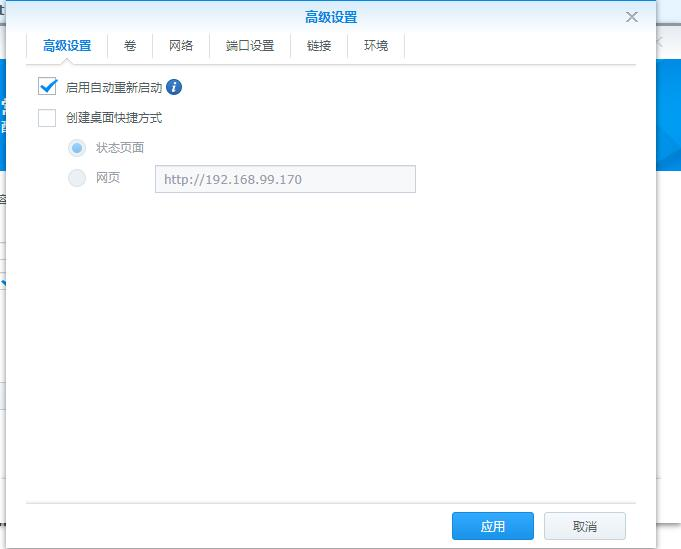 高级设置
高级设置 卷 网络 端口设置 链接 环境
启用自动重新启动
创建桌面快捷方式
状态页面
网页 http://192.168.99.170
应用 取消